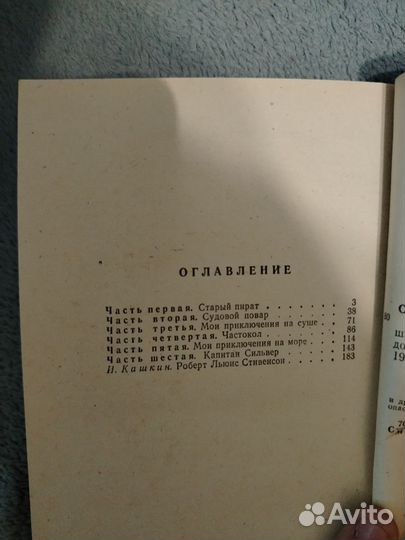 ОГЛАВЛЕНИЕ
Часть первая. Старый пират . . . . . . . 3
Часть вторая. Судовой повар . . . . . . 38
Часть третья. Мои приключения на суше . . 71
Часть четвертая. Частокол . . . . . . . 86
Часть пятая. Мои приключения на море . . 114
Часть шестая. Капитан Сильвер . . . . . 143
И. Кашкин. Роберт Льюис Стивенсон . . . . 183
Avito